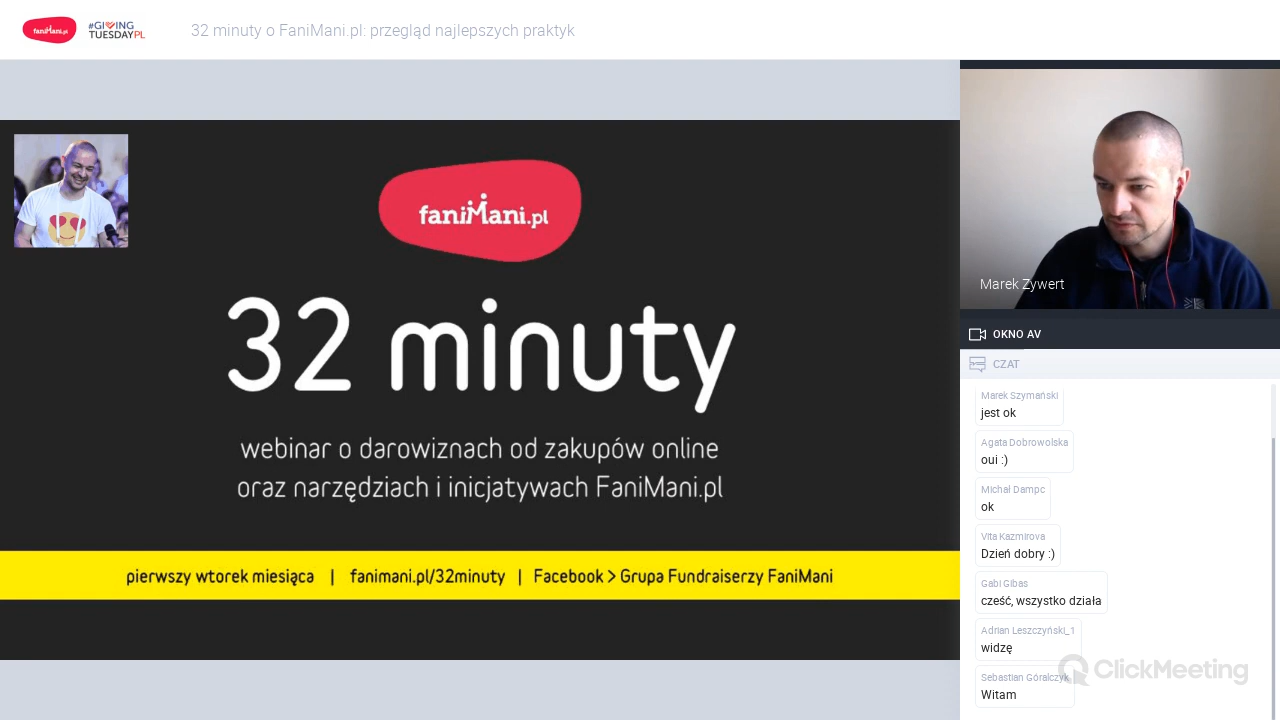 faniMani.pl
#GIVING
TUESDAYPL
32 minuty o FaniMani.pl: przegląd najlepszych praktyk
faniMani.pl
32 minuty
webinar o darowiznach od zakupów online
oraz narzędziach i inicjatywach FaniMani.pl
pierwszy wtorek miesiąca | fanimani.pl/32minuty | Facebook > Grupa Fundraiserzy FaniMani
Marek Zywert
OKNO AV
CZAT
Marek Szymański
jest ok
Agata Dobrowolska
oui :)
Michał Dampc
ok
Vita Kazmirova
Dzień dobry :)
Gabi Gibas
cześć, wszystko działa
Adrian Leszczyński_1
widzę
Sebastian Góralczyk
Witam
ClickMeeting